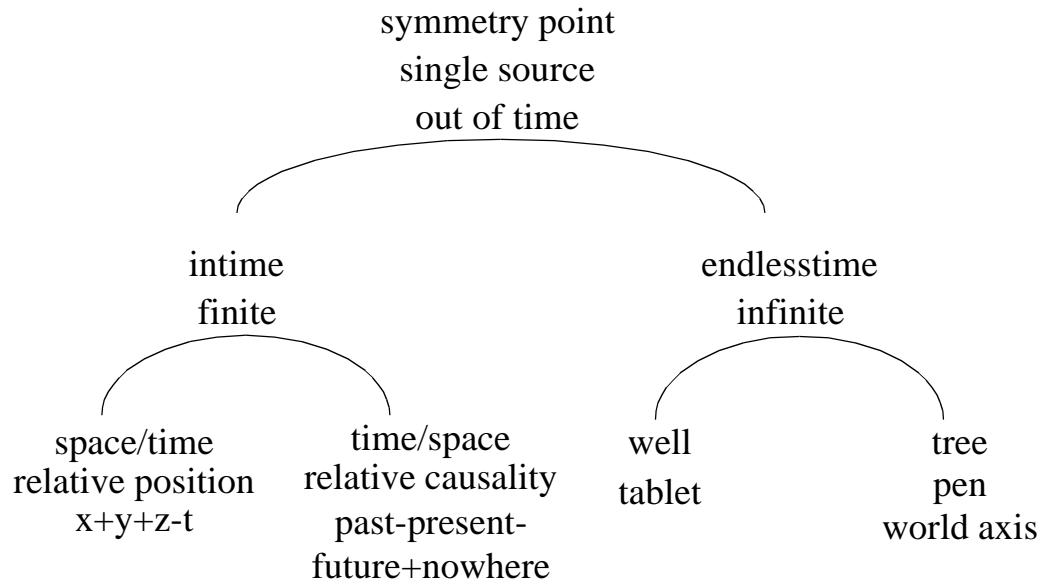 symmetry point
single source
out of time
intime
finite
endlesstime
infinite
space/time
relative position
x+y+z-t
time/space
relative causality
past-present-
future+nowhere
well
tablet
tree
pen
world axis